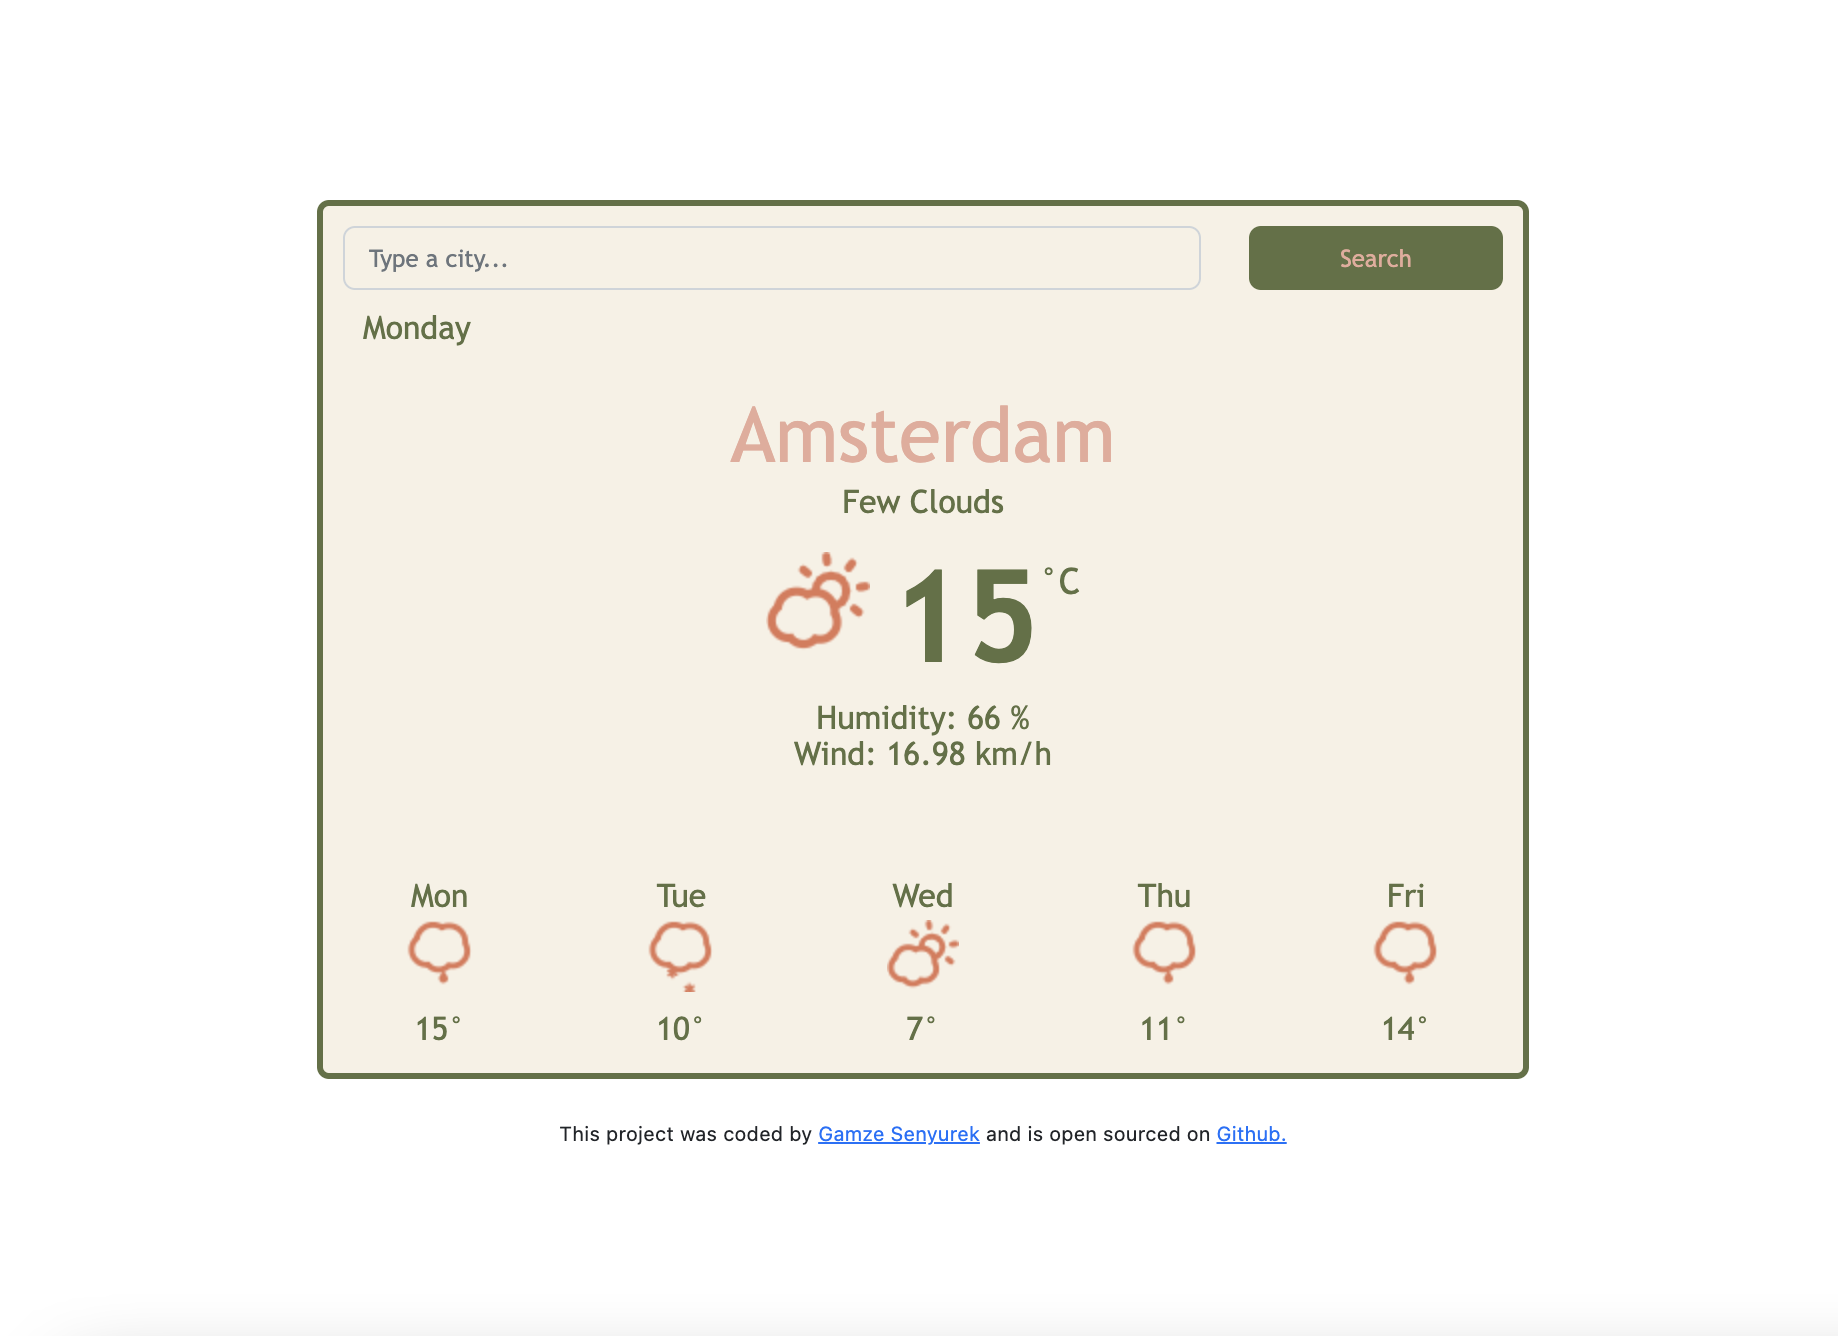 Type a city...
Search
Monday
Amsterdam
Few Clouds
15 °C
Humidity: 66 %
Wind: 16.98 km/h
Mon Tue Wed Thu Fri
15° 10° 7° 11° 14°
This project was coded by Gamze Senyurek and is open sourced on Github.